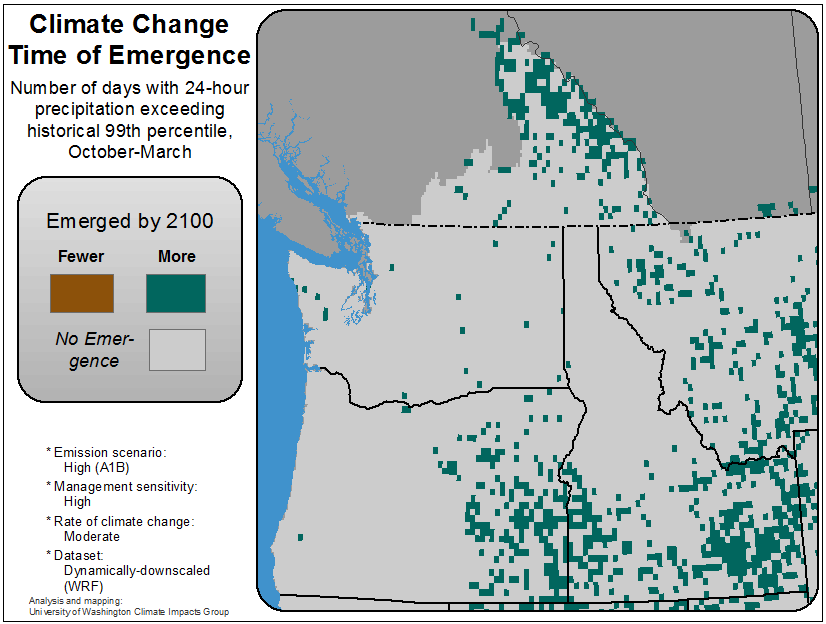 Climate Change
Time of Emergence
Number of days with 24-hour
precipitation exceeding
historical 99th percentile,
October-March
Emerged by 2100
Fewer
More
No Emer-
gence
* Emission scenario:
High (A1B)
* Management sensitivity:
High
* Rate of climate change:
Moderate
* Dataset:
Dynamically-downscaled
(WRF)
Analysis and mapping:
University of Washington Climate Impacts Group